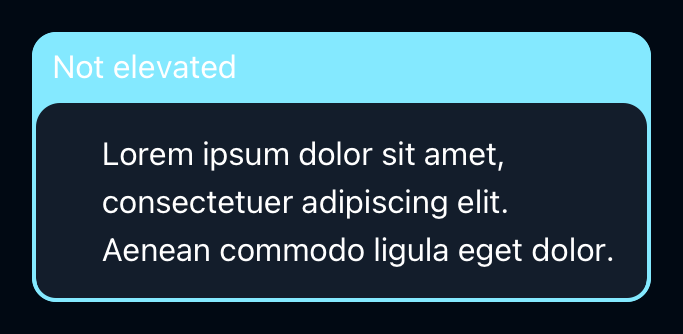 Not elevated
Lorem ipsum dolor sit amet,
consectetuer adipiscing elit.
Aenean commodo ligula eget dolor.